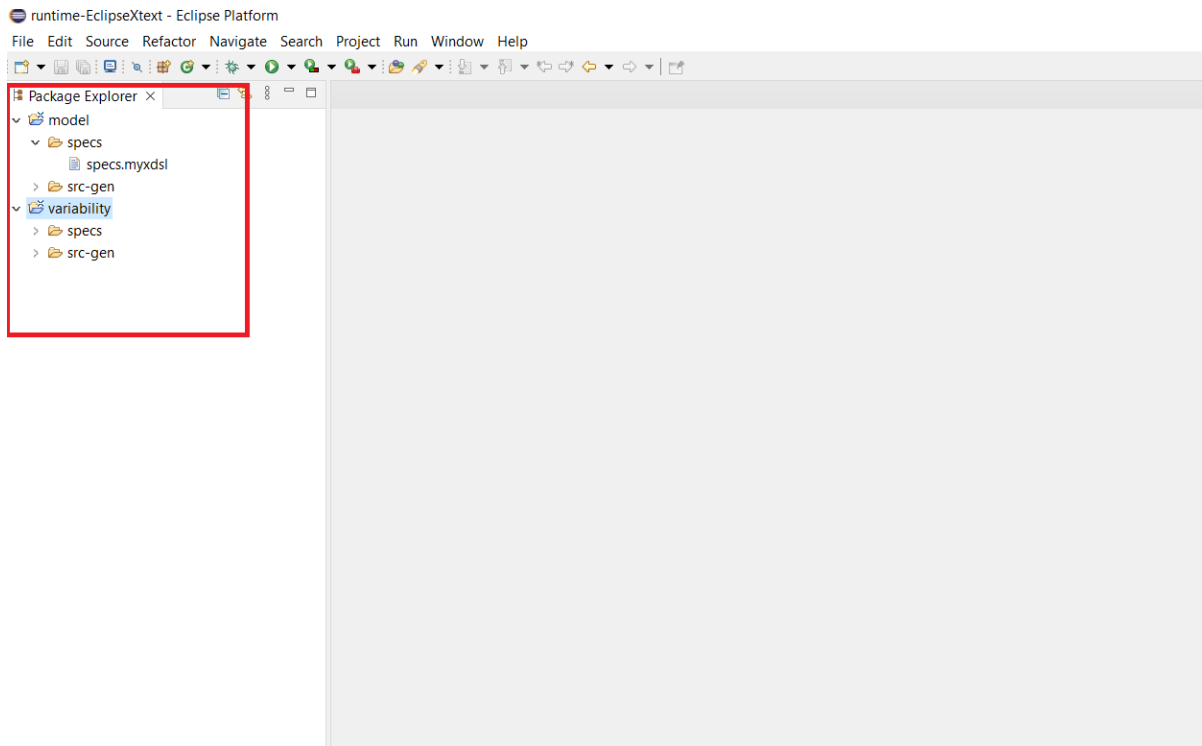 runtime-EclipseXtext - Eclipse Platform
File Edit Source Refactor Navigate Search Project Run Window Help
Package Explorer
model
specs
specs.myxdsl
src-gen
variability
specs
src-gen